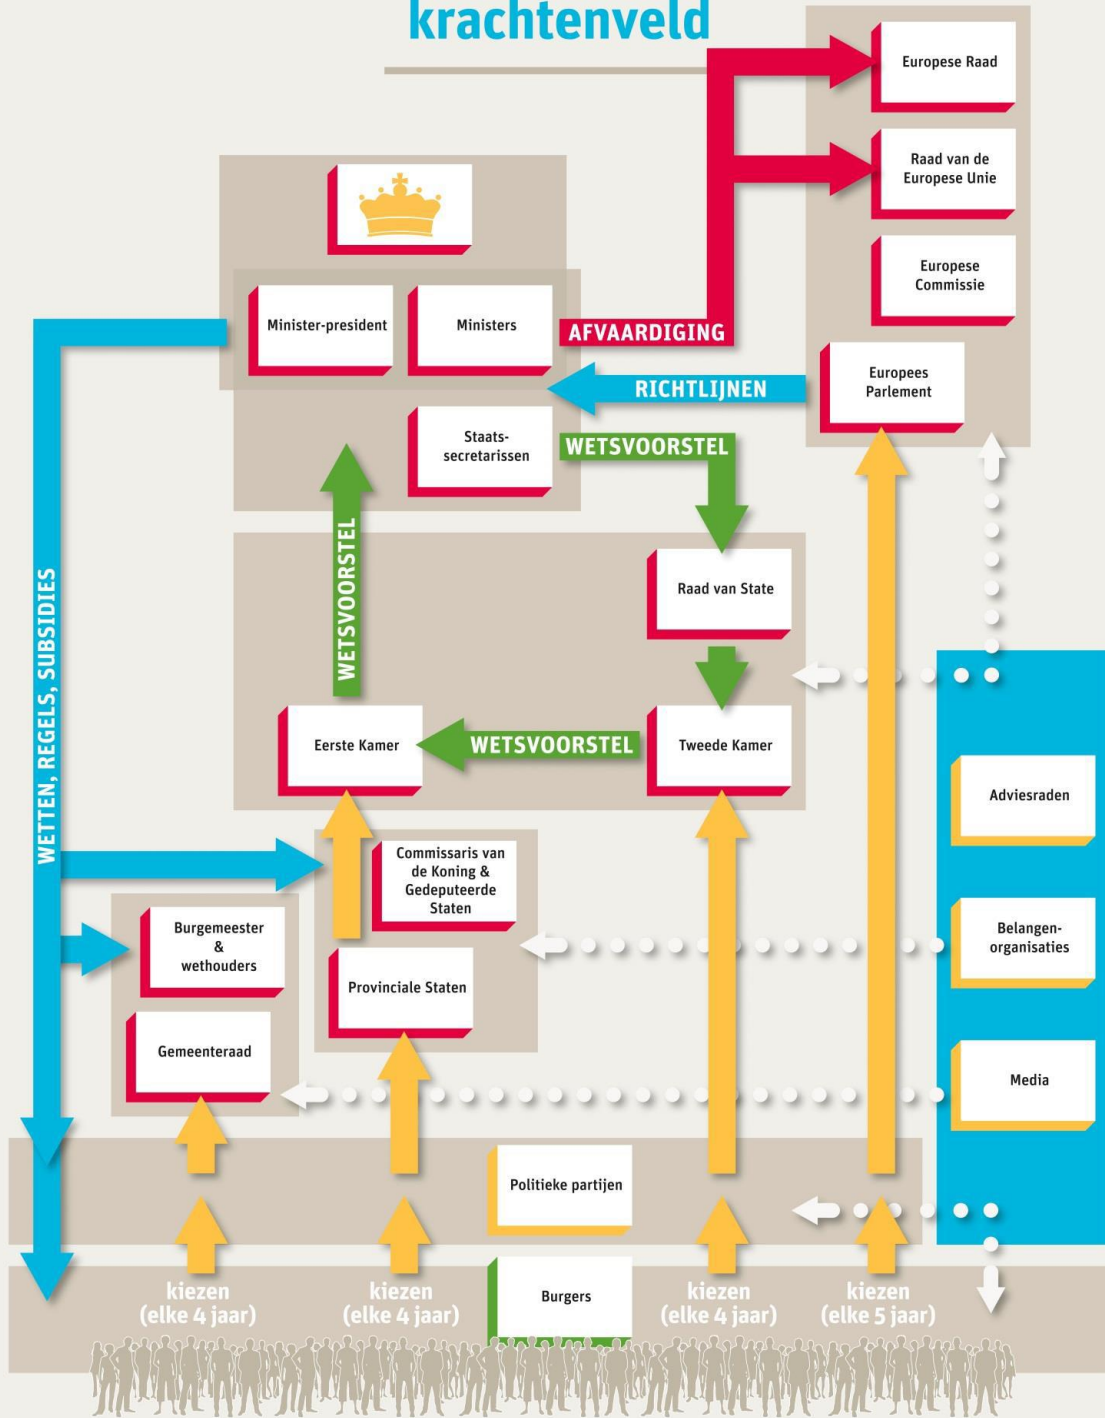 krachtenveld
Europese Raad
Raad van de
Europese Unie
Europese
Commissie
Minister-president
Ministers
AFVAARDIGING
Europees
Parlement
RICHTLIJNEN
Staats-
secretarissen
WETSVOORSTEL
WETSVOORSTEL
Raad van State
WETTEN, REGELS, SUBSIDIES
Eerste Kamer
WETSVOORSTEL
Tweede Kamer
Adviesraden
Commissaris van
de Koning &
Gedeputeerde
Staten
Burgemeester
&
wethouders
Belangen-
organisaties
Provinciale Staten
Gemeenteraad
Media
Politieke partijen
Burgers
kiezen
(elke 4 jaar)
kiezen
(elke 4 jaar)
kiezen
(elke 4 jaar)
kiezen
(elke 5 jaar)